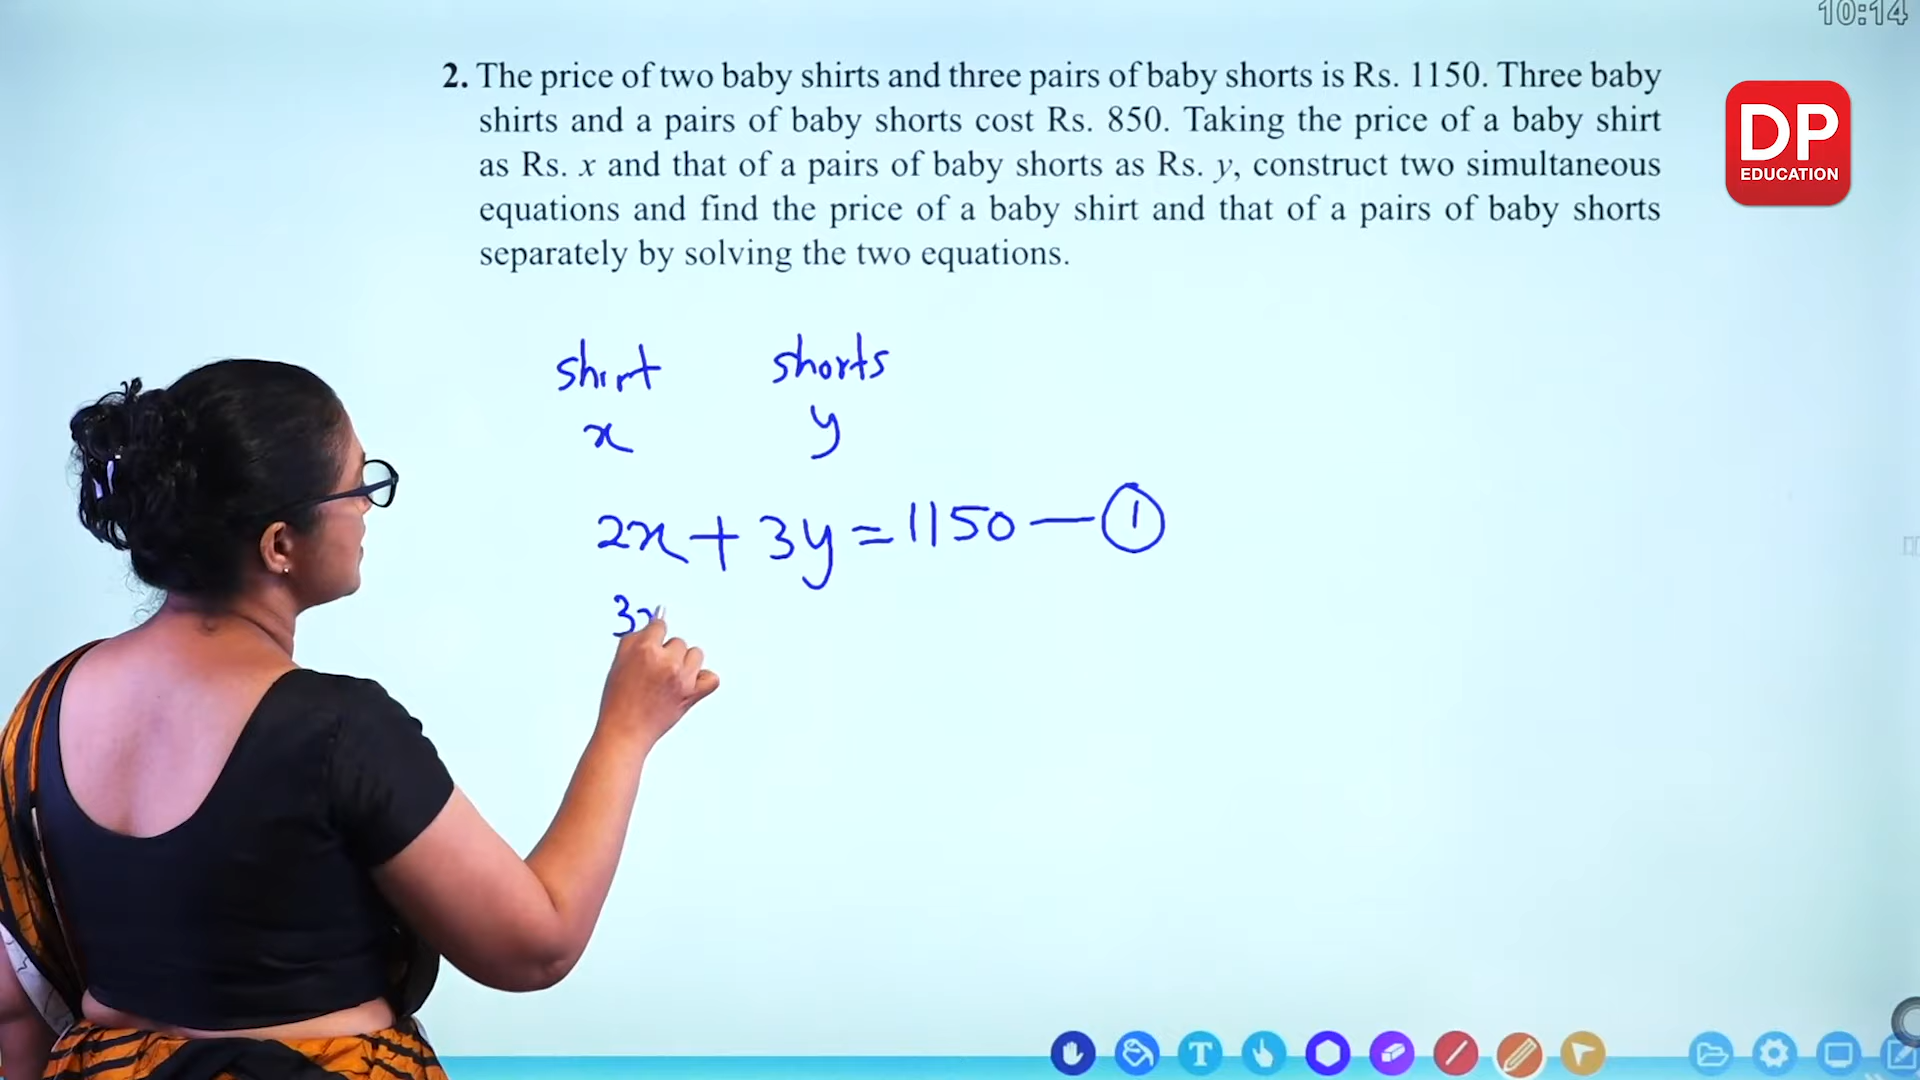 10:14
2. The price of two baby shirts and three pairs of baby shorts is Rs. 1150. Three baby
shirts and a pairs of baby shorts cost Rs. 850. Taking the price of a baby shirt
as Rs. x and that of a pairs of baby shorts as Rs. y, construct two simultaneous
equations and find the price of a baby shirt and that of a pairs of baby shorts
separately by solving the two equations.
DP
EDUCATION
shirt shorts
x y
2x + 3y = 1150 — ①
3x
T